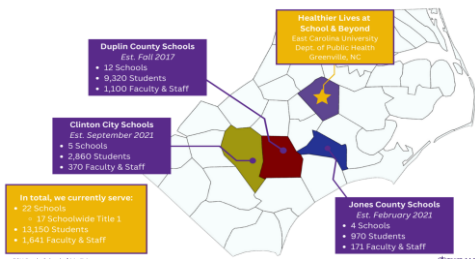 Healthier Lives at
School & Beyond
East Carolina University
Dept. of Public Health
Greenville, NC
Duplin County Schools
Est. Fall 2017
• 12 Schools
• 9,320 Students
• 1,100 Faculty & Staff
Clinton City Schools
Est. September 2021
• 5 Schools
• 2,860 Students
• 370 Faculty & Staff
In total, we currently serve:
• 22 Schools
◦ 17 Schoolwide Title 1
• 13,150 Students
• 1,641 Faculty & Staff
Jones County Schools
Est. February 2021
• 4 Schools
• 970 Students
• 171 Faculty & Staff